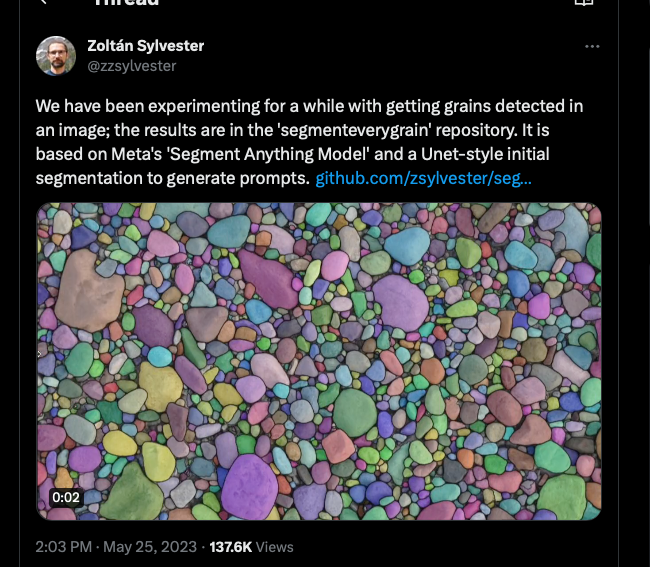 Thread
Zoltán Sylvester
@zzsylvester
We have been experimenting for a while with getting grains detected in
an image; the results are in the 'segmenteverygrain' repository. It is
based on Meta's 'Segment Anything Model' and a Unet-style initial
segmentation to generate prompts. github.com/zsylvester/seg…
0:02
2:03 PM · May 25, 2023 · 137.6K Views